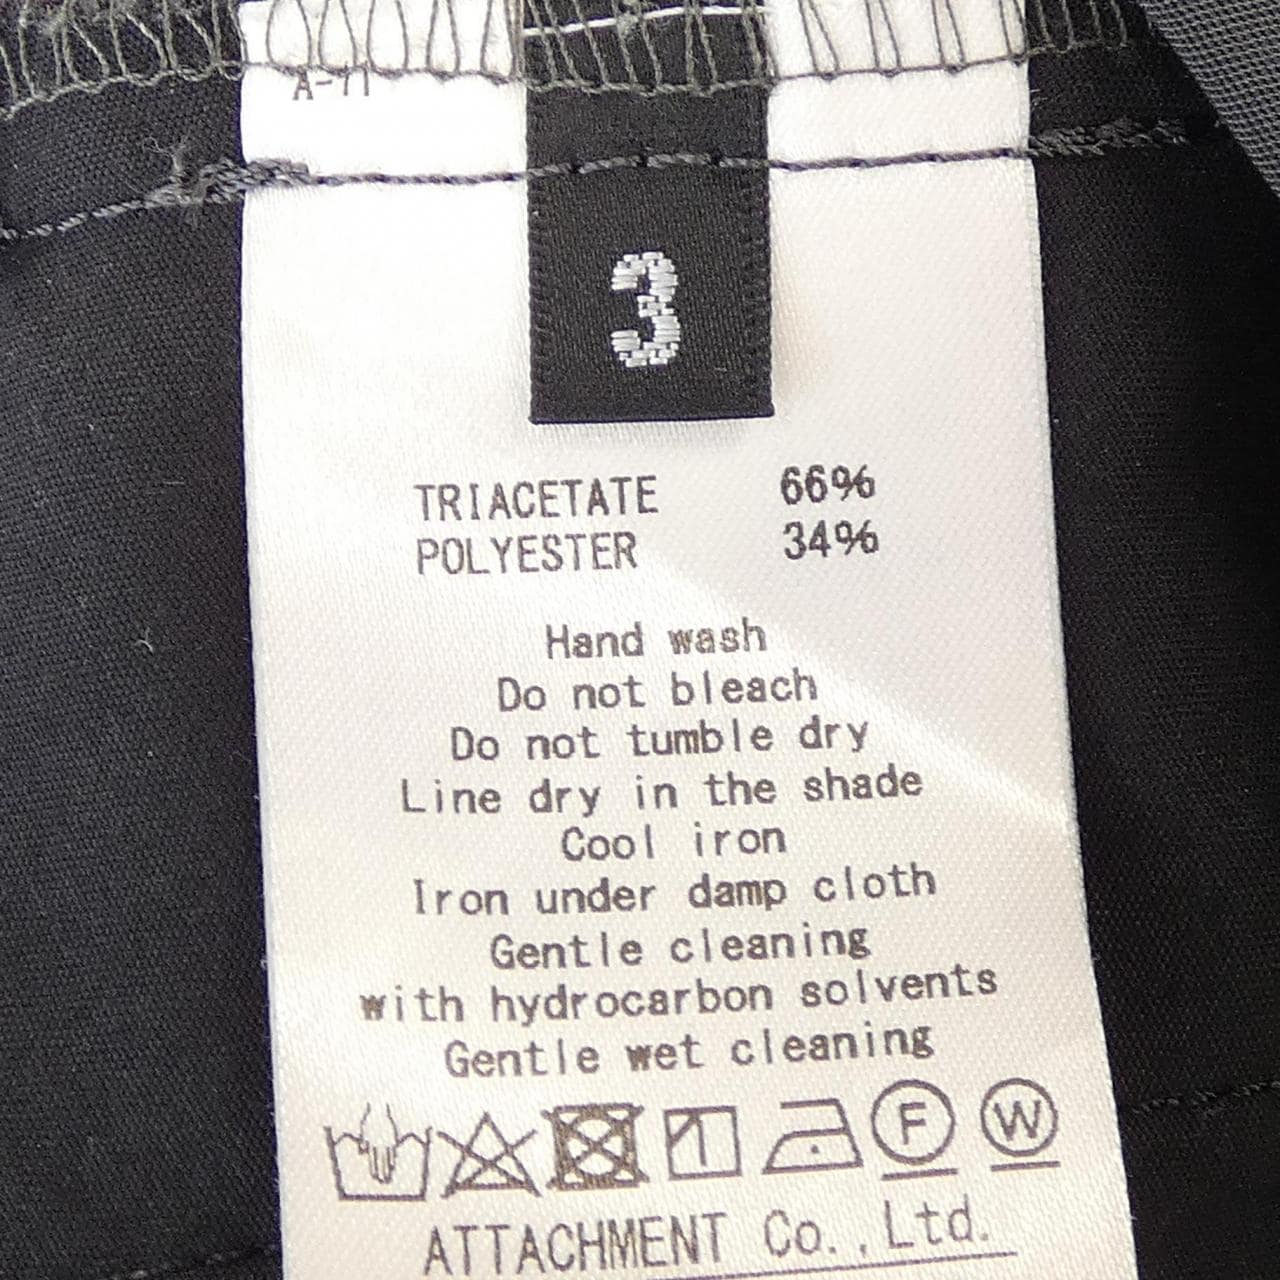 A-11
3
TRIACETATE 66%
POLYESTER 34%
Hand wash
Do not bleach
Do not tumble dry
Line dry in the shade
Cool iron
Iron under damp cloth
Gentle cleaning
with hydrocarbon solvents
Gentle wet cleaning
F W
ATTACHMENT Co.,Ltd.